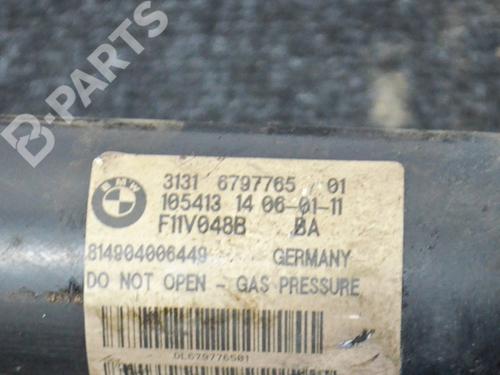 B-PARTS
BMW
3131 6797765 01
105413 14 06-01-11
F11V048B BA
814904006449 GERMANY
DO NOT OPEN - GAS PRESSURE
DL679776501